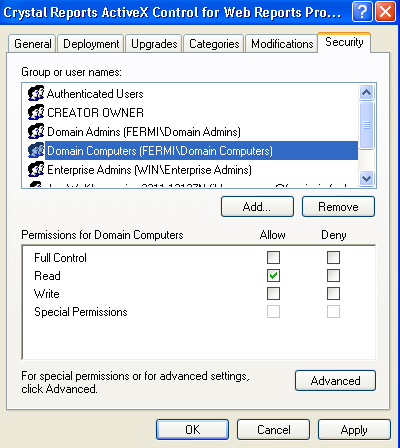 Crystal Reports ActiveX Control for Web Reports Pro...
General Deployment Upgrades Categories Modifications Security
Group or user names:
Authenticated Users
CREATOR OWNER
Domain Admins (FERMI\Domain Admins)
Domain Computers (FERMI\Domain Computers)
Enterprise Admins (WIN\Enterprise Admins)
Add... Remove
Permissions for Domain Computers Allow Deny
Full Control
Read
Write
Special Permissions
For special permissions or for advanced settings,
click Advanced.
Advanced
OK Cancel Apply